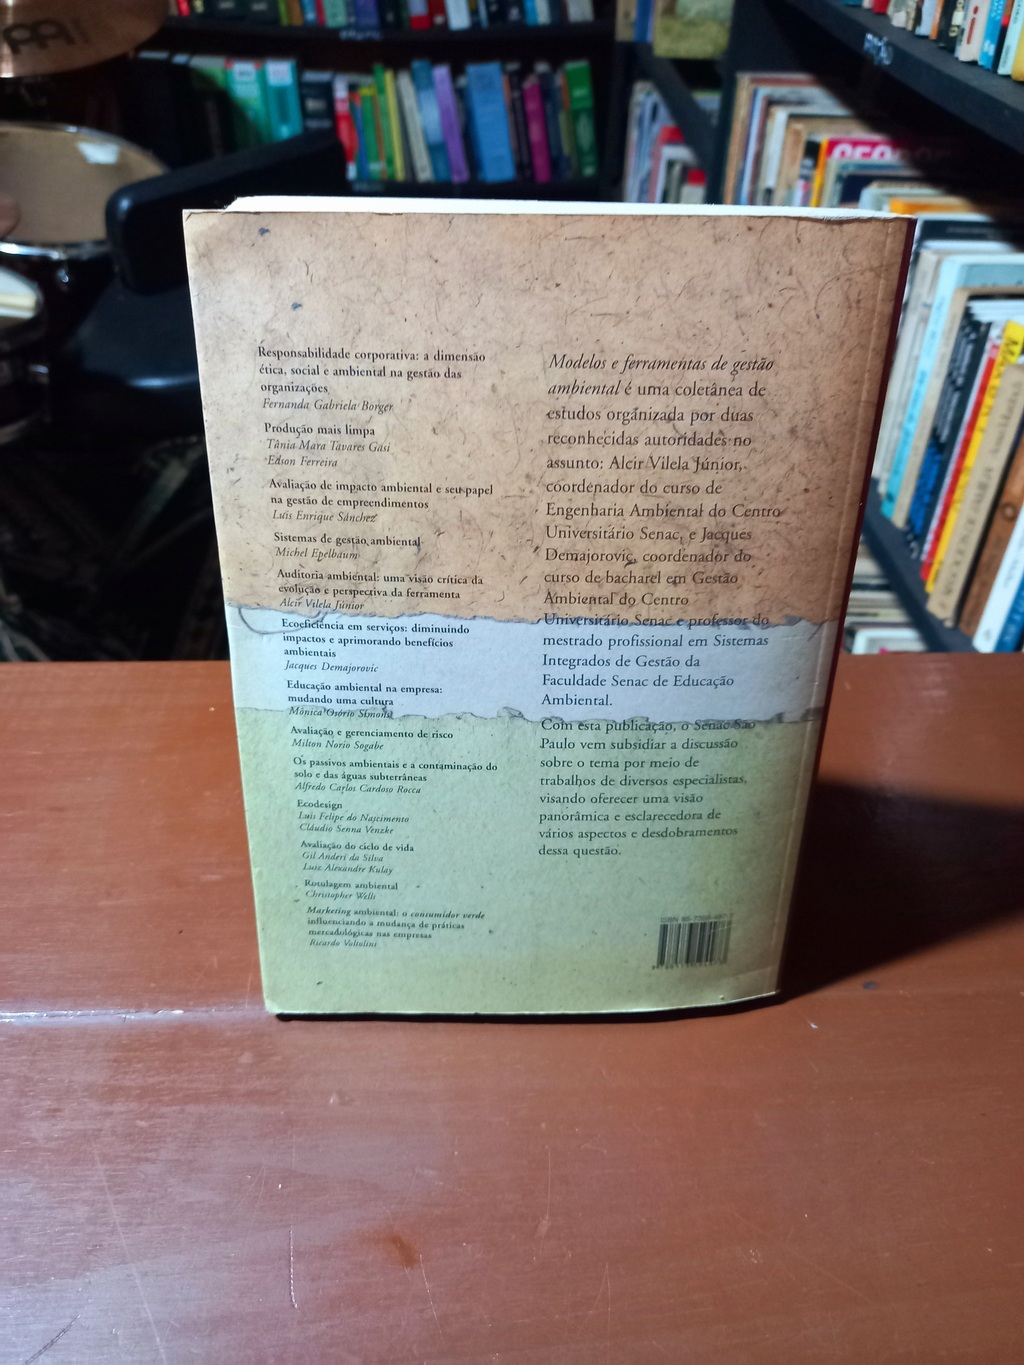 Responsabilidade corporativa: a dimensão
ética, social e ambiental na gestão das
organizações
Fernanda Gabriela Borger
Produção mais limpa
Tânia Mara Tavares Gasi
Edson Ferreira
Avaliação de impacto ambiental e seu papel
na gestão de empreendimentos
Luis Enrique Sánchez
Sistemas de gestão ambiental
Michel Epelbaum
Auditoria ambiental: uma visão crítica da
evolução e perspectiva da ferramenta
Alcir Vilela Júnior
Ecoeficiência em serviços: diminuindo
impactos e aprimorando benefícios
ambientais
Jacques Demajorovic
Educação ambiental na empresa:
mudando uma cultura
Mônica Osório Simons
Avaliação e gerenciamento de risco
Milton Norio Sogabe
Os passivos ambientais e a contaminação do
solo e das águas subterrâneas
Alfredo Carlos Cardoso Rocca
Ecodesign
Luis Felipe do Nascimento
Cláudio Senna Venzke
Avaliação do ciclo de vida
Gil Anderi da Silva
Luiz Alexandre Kulay
Rotulagem ambiental
Christopher Wells
Marketing ambiental: o consumidor verde
influenciando a mudança de práticas
mercadológicas nas empresas
Ricardo Voltolini
Modelos e ferramentas de gestão
ambiental é uma coletânea de
estudos organizada por duas
reconhecidas autoridades no
assunto: Alcir Vilela Júnior,
coordenador do curso de
Engenharia Ambiental do Centro
Universitário Senac, e Jacques
Demajorovic, coordenador do
curso de bacharel em Gestão
Ambiental do Centro
Universitário Senac e professor do
mestrado profissional em Sistemas
Integrados de Gestão da
Faculdade Senac de Educação
Ambiental.
Com esta publicação, o Senac São
Paulo vem subsidiar a discussão
sobre o tema por meio de
trabalhos de diversos especialistas,
visando oferecer uma visão
panorâmica e esclarecedora de
vários aspectos e desdobramentos
dessa questão.
ISBN